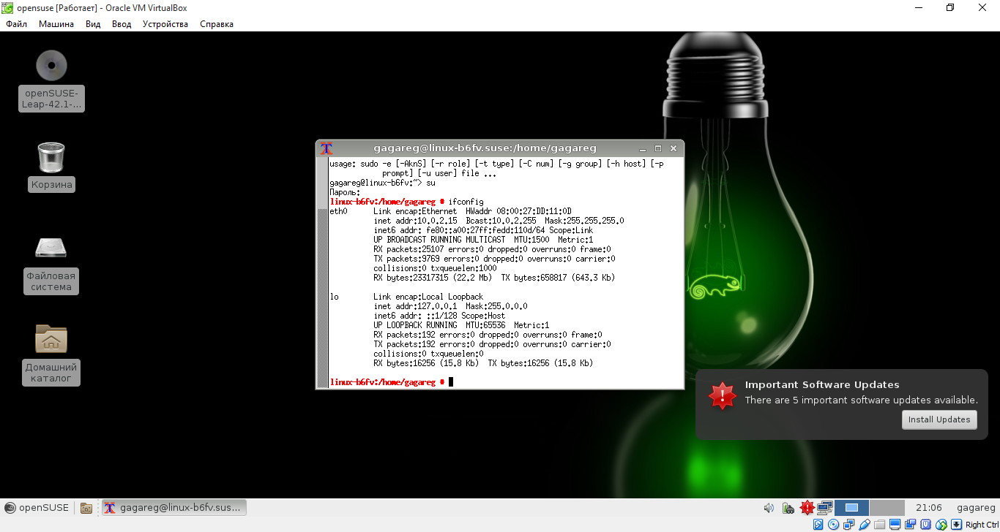 opensuse [Работает] - Oracle VM VirtualBox
Файл Машина Вид Ввод Устройства Справка
openSUSE-
Leap-42.1-...
Корзина
Файловая
система
Домашний
каталог
gagareg@linux-b6fv.suse:/home/gagareg
usage: sudo -e [-AknS] [-r role] [-t type] [-C num] [-g group] [-h host] [-p
prompt] [-u user] file ...
gagareg@linux-b6fv:~> su
Пароль:
linux-b6fv:/home/gagareg # ifconfig
eth0 Link encap:Ethernet HWaddr 08:00:27:DD:11:0D
inet addr:10.0.2.15 Bcast:10.0.2.255 Mask:255.255.255.0
inet6 addr: fe80::a00:27ff:fedd:110d/64 Scope:Link
UP BROADCAST RUNNING MULTICAST MTU:1500 Metric:1
RX packets:25107 errors:0 dropped:0 overruns:0 frame:0
TX packets:9769 errors:0 dropped:0 overruns:0 carrier:0
collisions:0 txqueuelen:1000
RX bytes:23317315 (22.2 Mb) TX bytes:658817 (643.3 Kb)
lo Link encap:Local Loopback
inet addr:127.0.0.1 Mask:255.0.0.0
inet6 addr: ::1/128 Scope:Host
UP LOOPBACK RUNNING MTU:65536 Metric:1
RX packets:192 errors:0 dropped:0 overruns:0 frame:0
TX packets:192 errors:0 dropped:0 overruns:0 carrier:0
collisions:0 txqueuelen:0
RX bytes:16256 (15.8 Kb) TX bytes:16256 (15.8 Kb)
linux-b6fv:/home/gagareg #
Important Software Updates
There are 5 important software updates available.
Install Updates
openSUSE gagareg@linux-b6fv.sus... 21:06 gagareg
Right Ctrl